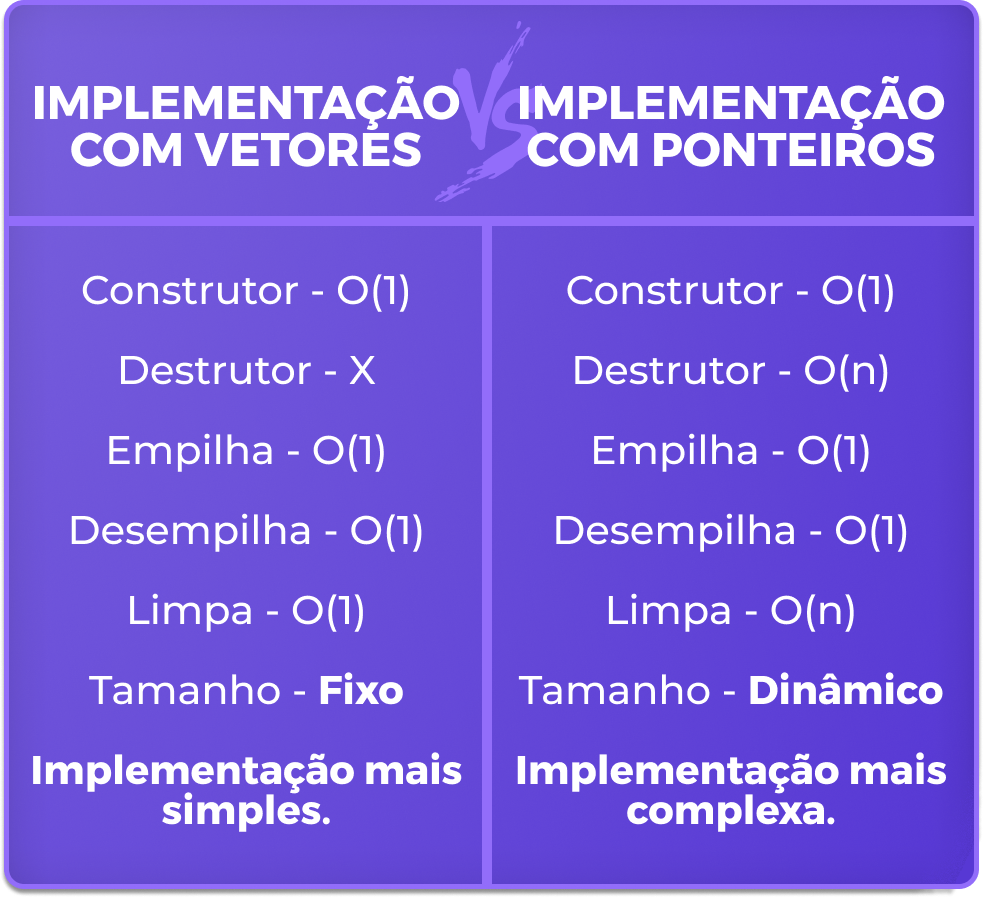 IMPLEMENTAÇÃO
COM VETORES
VS
IMPLEMENTAÇÃO
COM PONTEIROS
Construtor - O(1)
Destrutor - X
Empilha - O(1)
Desempilha - O(1)
Limpa - O(1)
Tamanho - Fixo
Implementação mais
simples.
Construtor - O(1)
Destrutor - O(n)
Empilha - O(1)
Desempilha - O(1)
Limpa - O(n)
Tamanho - Dinâmico
Implementação mais
complexa.